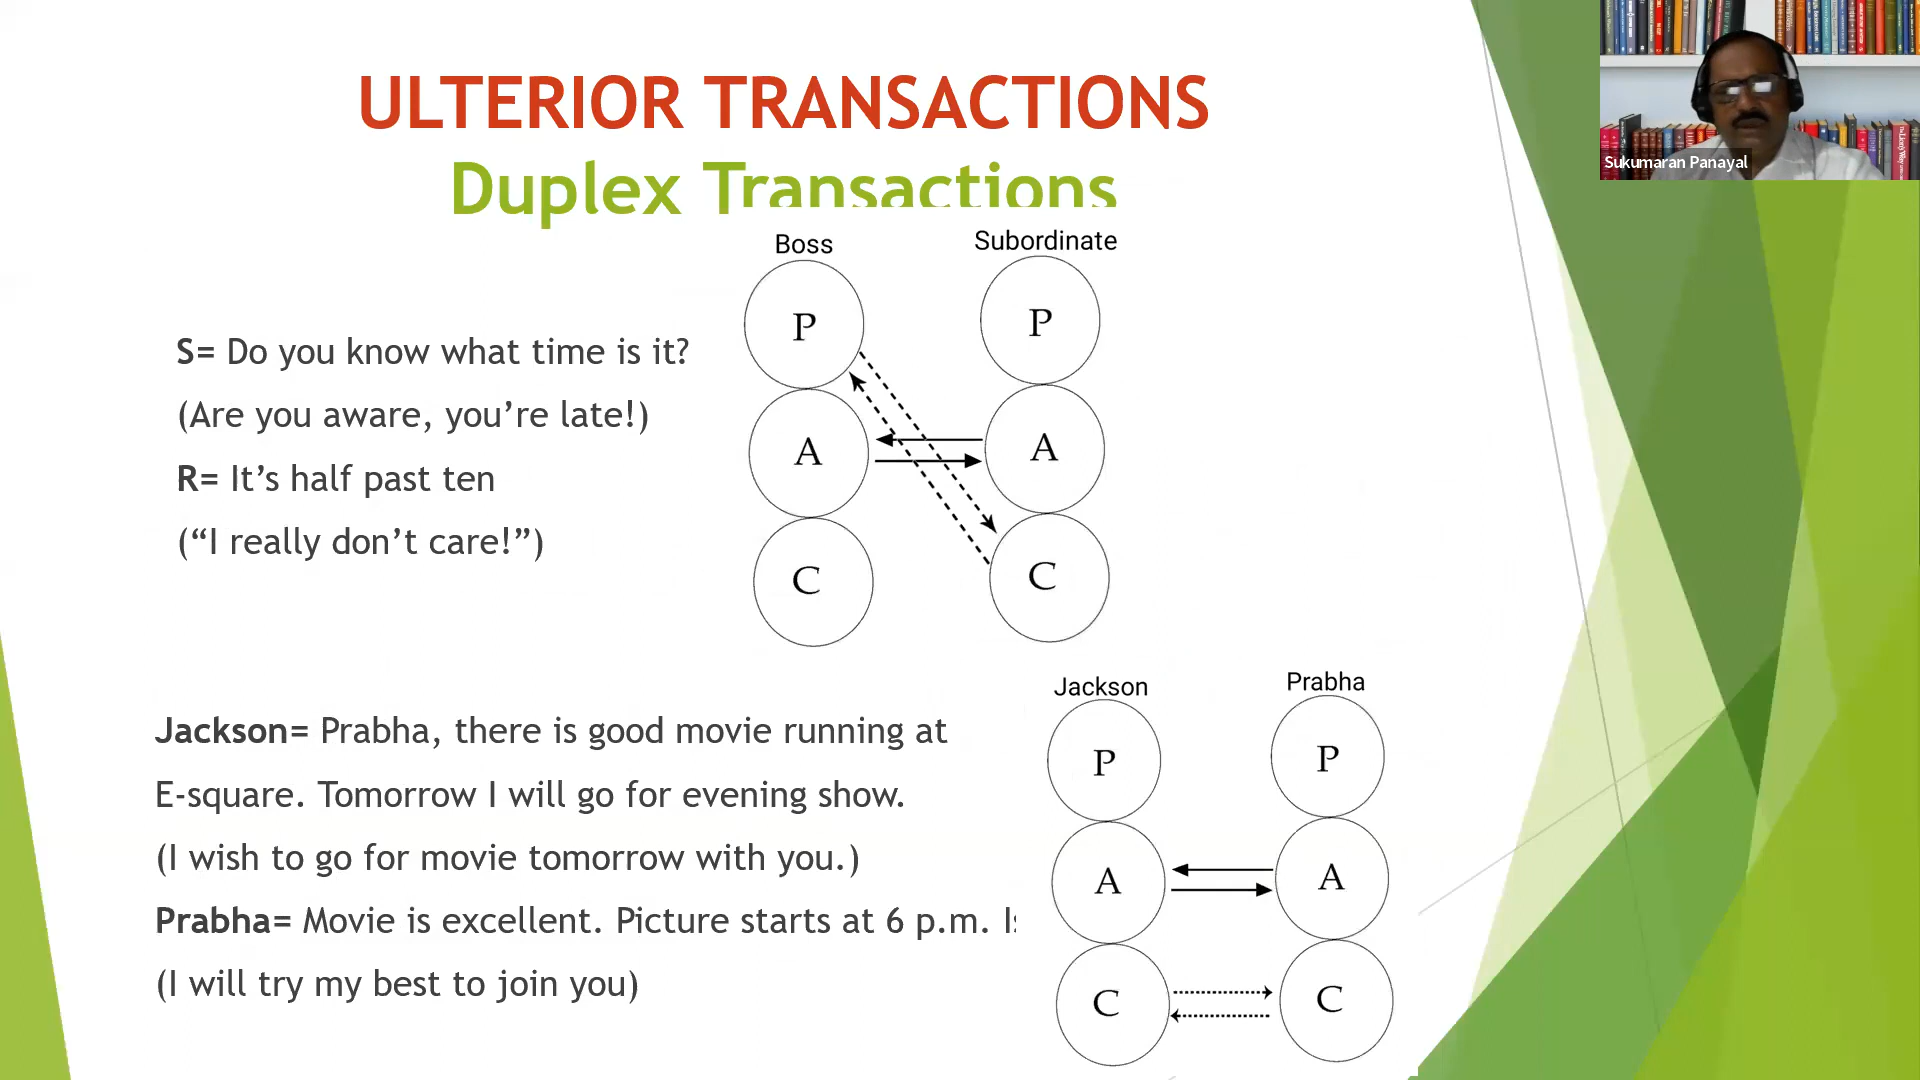 ULTERIOR TRANSACTIONS
Duplex Transactions
Sukumaran Panayal
Boss
Subordinate
P
P
S= Do you know what time is it?
(Are you aware, you’re late!)
A
A
R= It’s half past ten
(“I really don’t care!”)
C
C
Jackson
Prabha
Jackson= Prabha, there is good movie running at
P
P
E-square. Tomorrow I will go for evening show.
(I wish to go for movie tomorrow with you.)
A
A
Prabha= Movie is excellent. Picture starts at 6 p.m.
(I will try my best to join you)
C
C